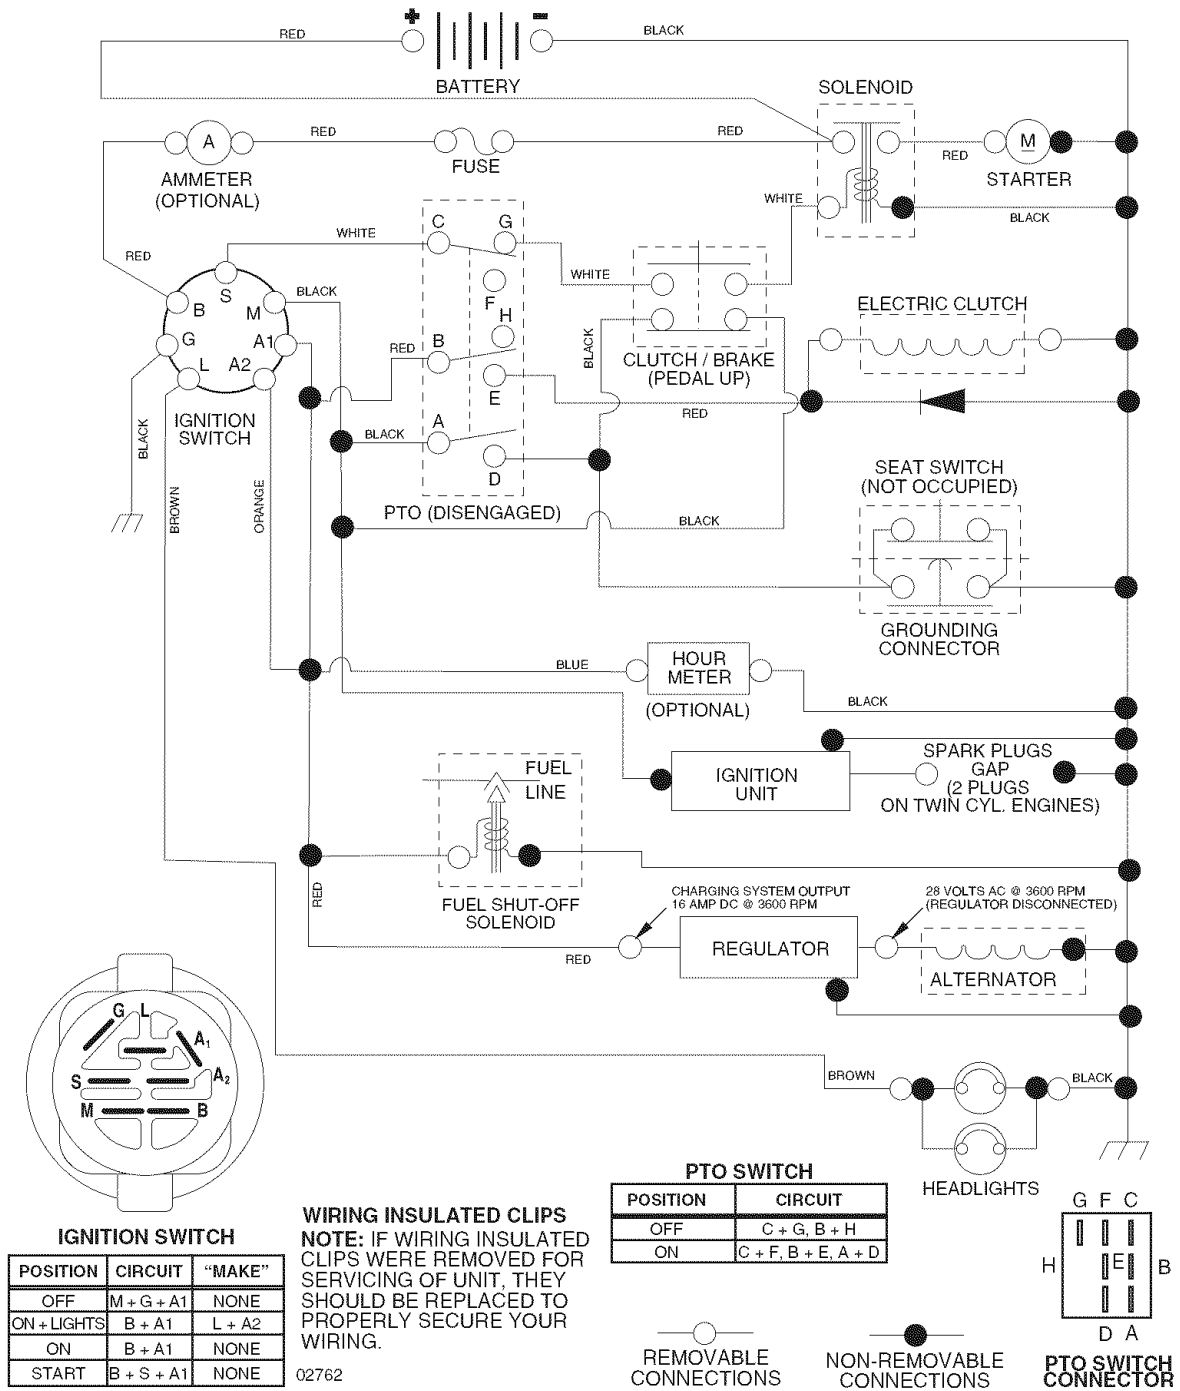 + -
RED
BLACK
BATTERY
SOLENOID
A
RED
RED
FUSE
RED
M
AMMETER
(OPTIONAL)
STARTER
WHITE
BLACK
C G
WHITE
RED
S
WHITE
F
B
M
BLACK
H
ELECTRIC CLUTCH
G
A1
B
RED
BLACK
CLUTCH / BRAKE
(PEDAL UP)
L
A2
E
RED
IGNITION
SWITCH
A
BLACK
BLACK
D
SEAT SWITCH
(NOT OCCUPIED)
BROWN
ORANGE
PTO (DISENGAGED)
BLACK
GROUNDING
CONNECTOR
BLUE
HOUR
METER
(OPTIONAL)
BLACK
FUEL
LINE
IGNITION
UNIT
SPARK PLUGS
GAP
(2 PLUGS
ON TWIN CYL. ENGINES)
RED
FUEL SHUT-OFF
SOLENOID
CHARGING SYSTEM OUTPUT
16 AMP DC @ 3600 RPM
28 VOLTS AC @ 3600 RPM
(REGULATOR DISCONNECTED)
RED
REGULATOR
ALTERNATOR
G L
A1
S
A2
M
B
BROWN
BLACK
HEADLIGHTS
IGNITION SWITCH
POSITION CIRCUIT "MAKE"
OFF M + G + A1 NONE
ON + LIGHTS B + A1 L + A2
ON B + A1 NONE
START B + S + A1 NONE
WIRING INSULATED CLIPS
NOTE: IF WIRING INSULATED
CLIPS WERE REMOVED FOR
SERVICING OF UNIT, THEY
SHOULD BE REPLACED TO
PROPERLY SECURE YOUR
WIRING.
02762
PTO SWITCH
POSITION CIRCUIT
OFF C + G, B + H
ON C + F, B + E, A + D
REMOVABLE
CONNECTIONS
NON-REMOVABLE
CONNECTIONS
G F C
H E B
D A
PTO SWITCH
CONNECTOR